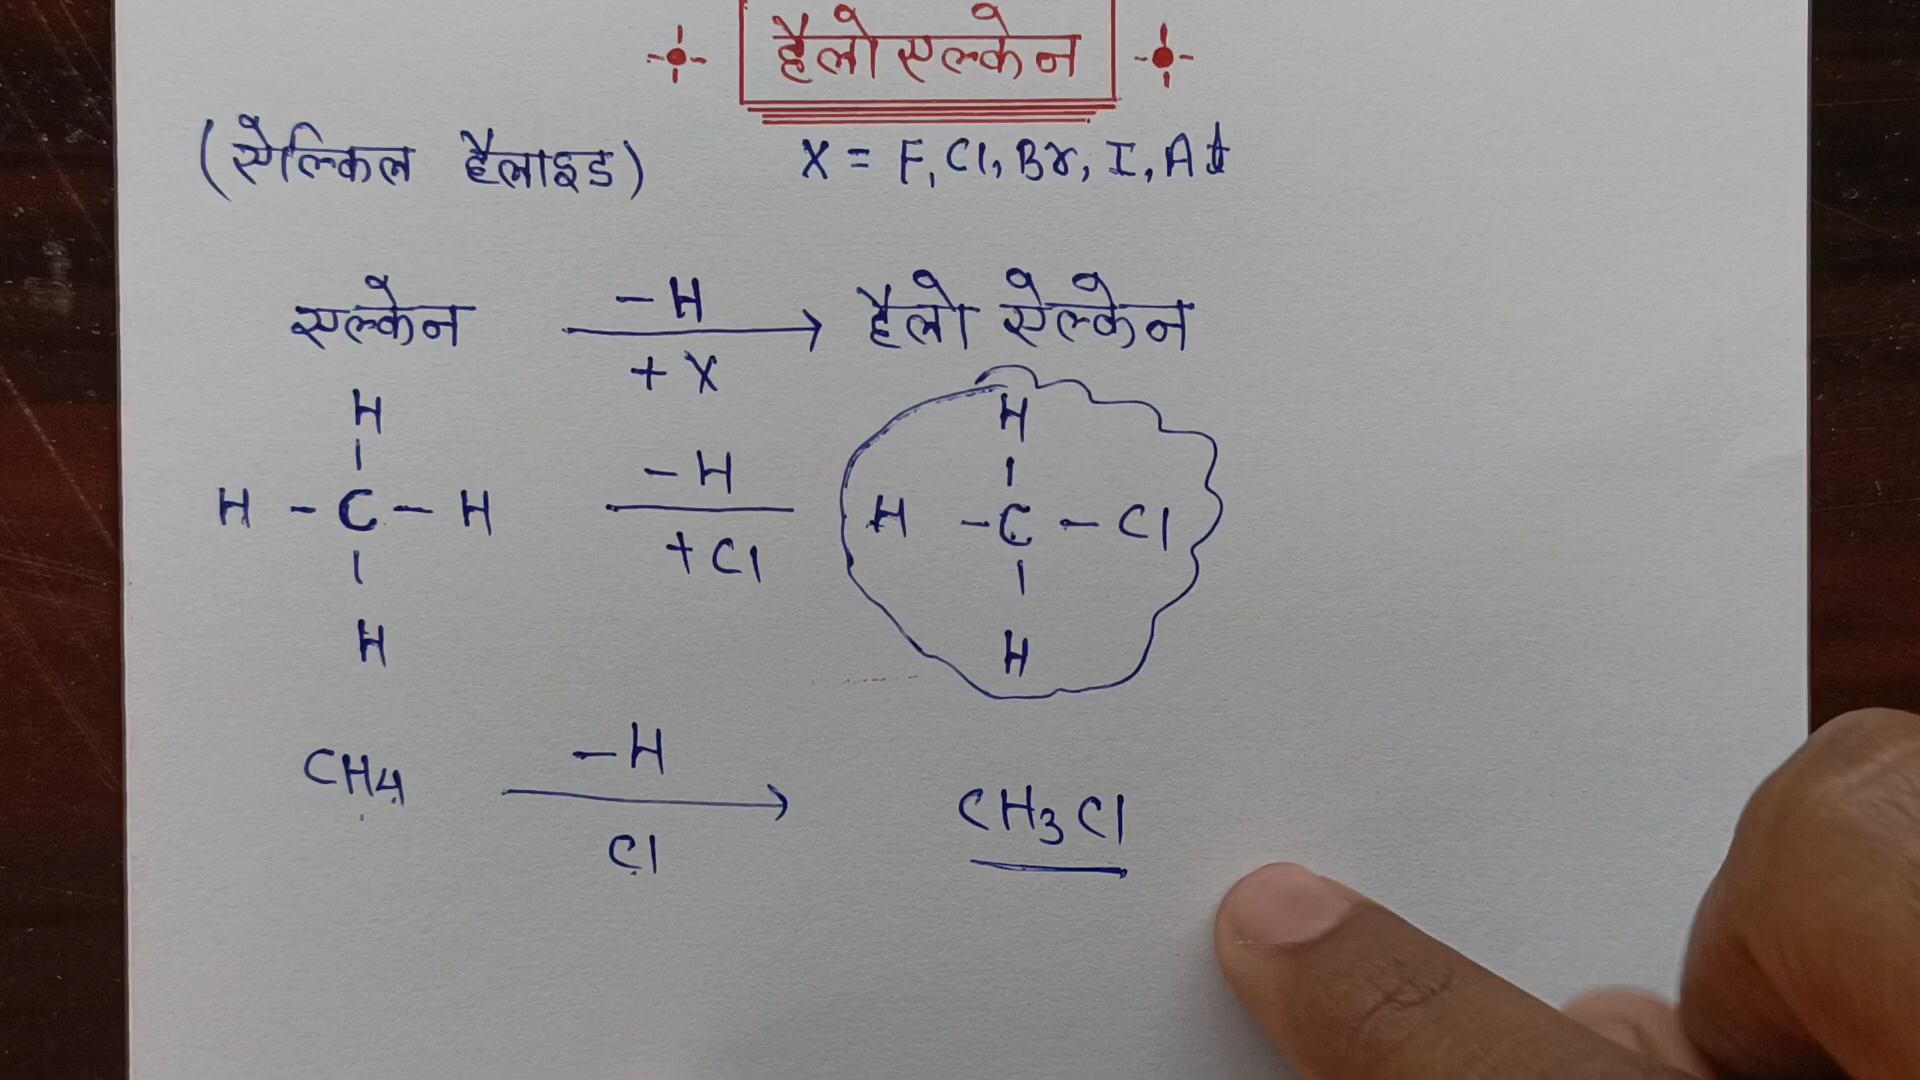 हैलोएल्केन
(ऐल्किल हैलाइड) X = F, Cl, Br, I, At
एल्केन −H + X → हैलो ऐल्केन
H H
H - C - H −H + Cl H - C - Cl
H H
CH4 −H Cl → CH3Cl